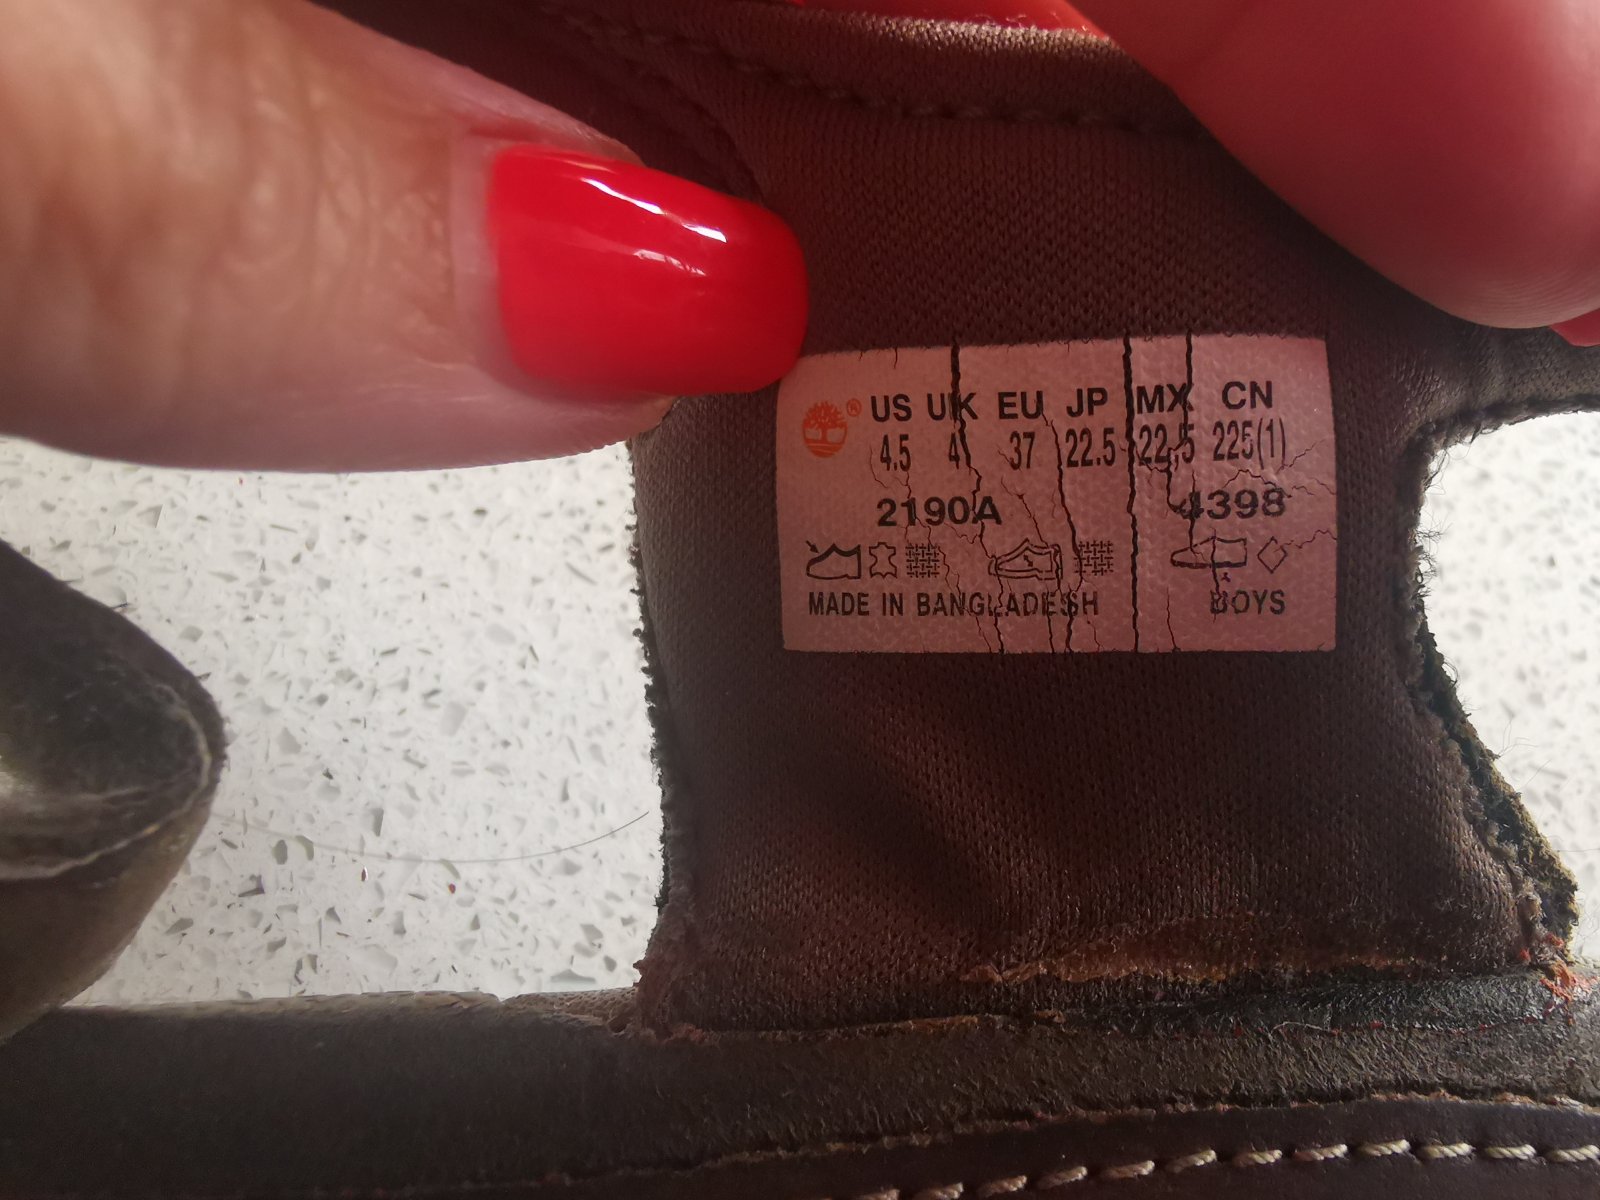 ® US UK EU JP MX CN
4.5 4 37 22.5 22.5 225(1)
2190A 4398
MADE IN BANGLADESH BOYS